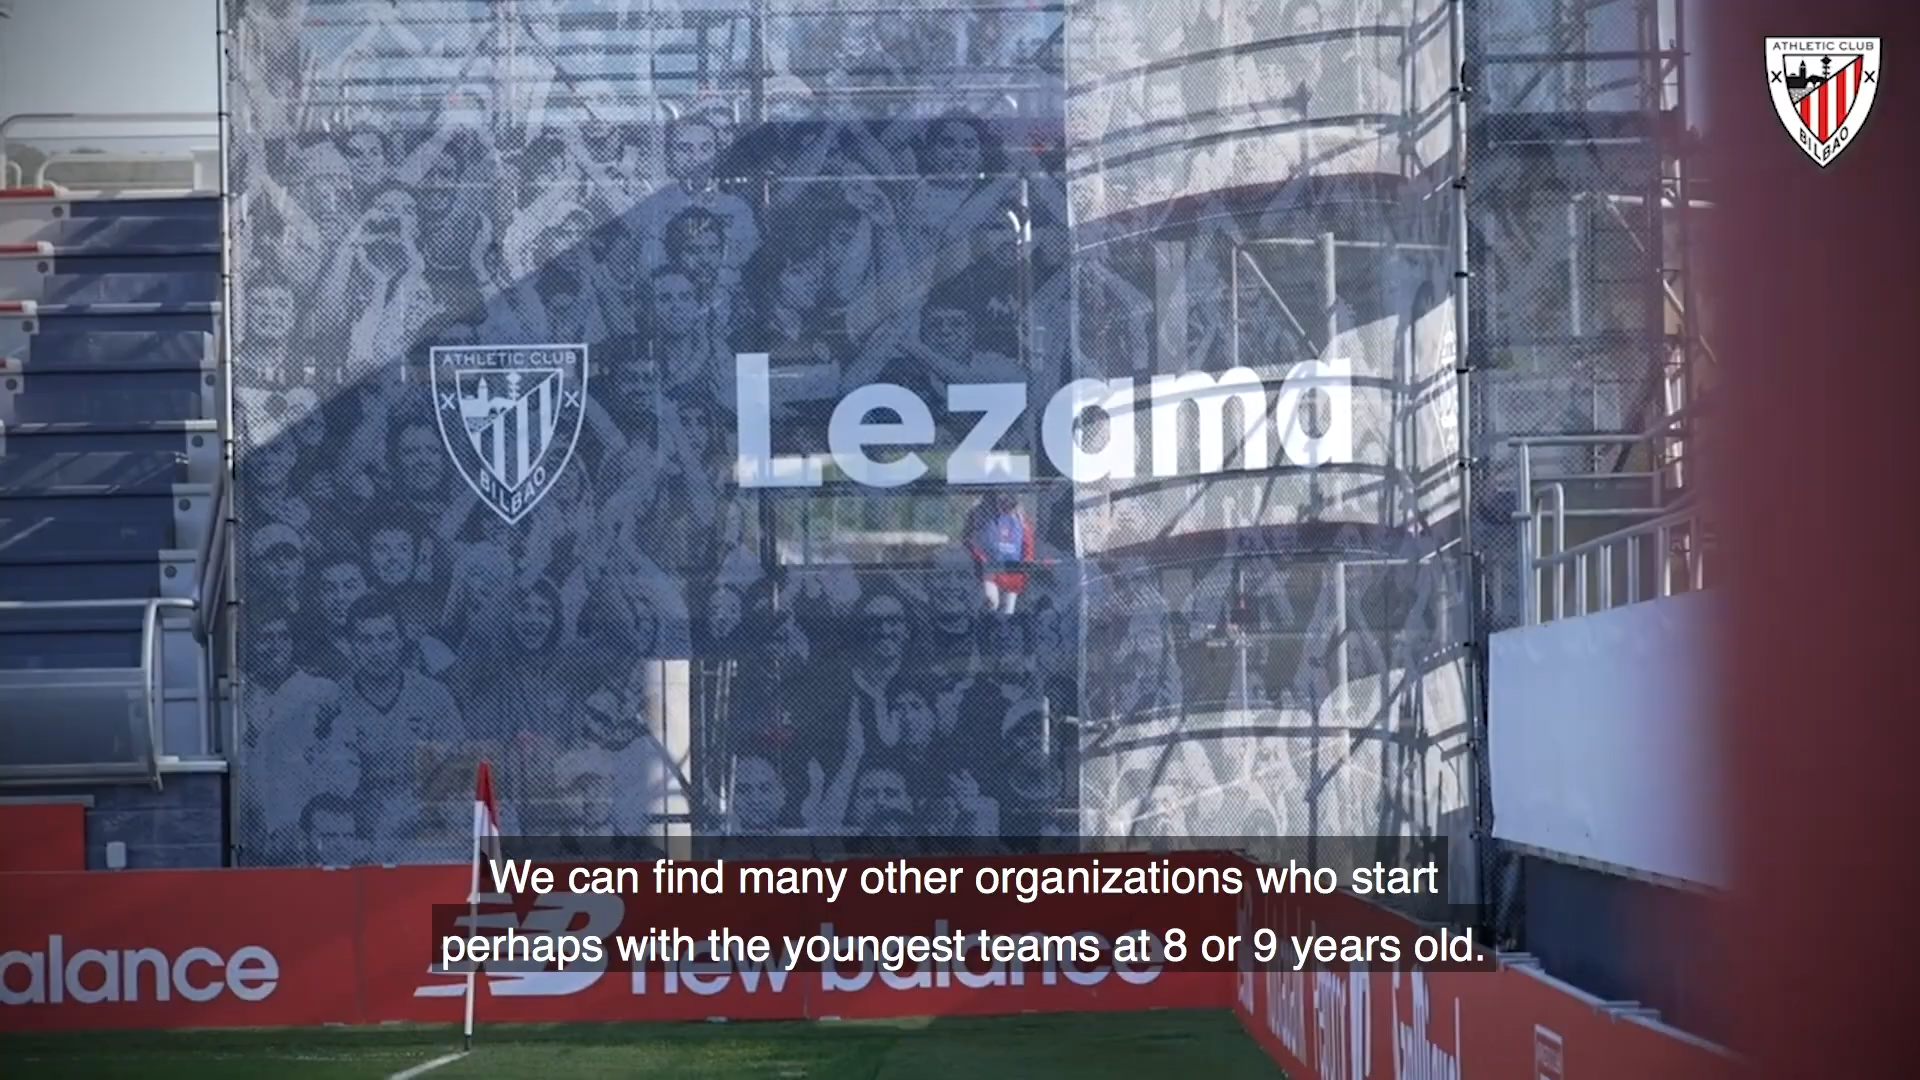 ATHLETIC CLUB
BILBAO
ATHLETIC CLUB
BILBAO
Lezama
We can find many other organizations who start
perhaps with the youngest teams at 8 or 9 years old.
alance
NB new balance